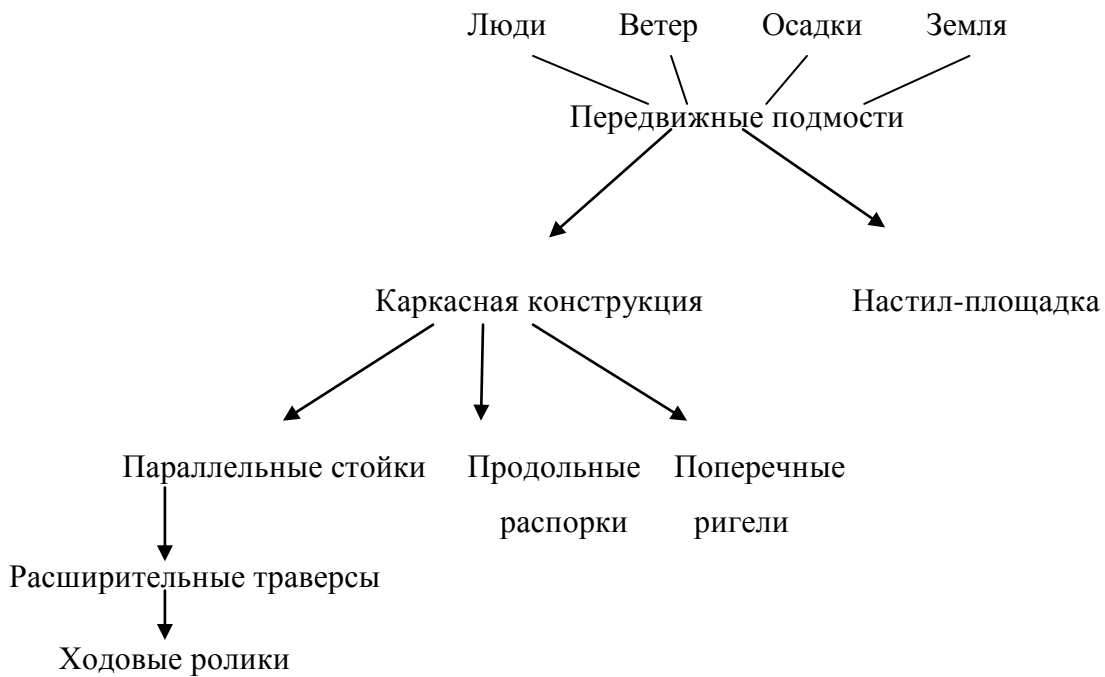 Люди Ветер Осадки Земля
Передвижные подмости
Каркасная конструкция Настил-площадка
Параллельные стойки Продольные Поперечные
распорки ригели
Расширительные траверсы
Ходовые ролики